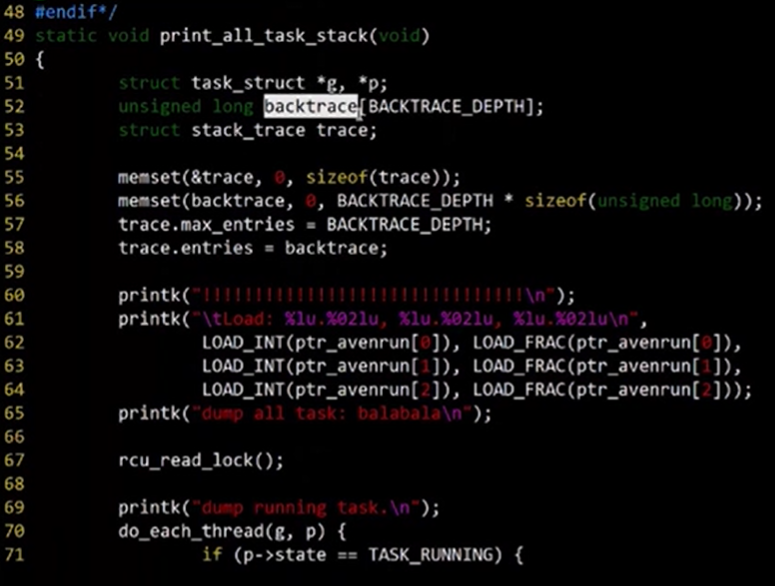 48 #endif*/
49 static void print_all_task_stack(void)
50 {
51 struct task_struct *g, *p;
52 unsigned long backtrace[BACKTRACE_DEPTH];
53 struct stack_trace trace;
54
55 memset(&trace, 0, sizeof(trace));
56 memset(backtrace, 0, BACKTRACE_DEPTH * sizeof(unsigned long));
57 trace.max_entries = BACKTRACE_DEPTH;
58 trace.entries = backtrace;
59
60 printk("!!!!!!!!!!!!!!!!!!!!!!!!!!!!!!!\n");
61 printk("\tLoad: %lu.%02lu, %lu.%02lu, %lu.%02lu\n",
62 LOAD_INT(ptr_avenrun[0]), LOAD_FRAC(ptr_avenrun[0]),
63 LOAD_INT(ptr_avenrun[1]), LOAD_FRAC(ptr_avenrun[1]),
64 LOAD_INT(ptr_avenrun[2]), LOAD_FRAC(ptr_avenrun[2]));
65 printk("dump all task: balabala\n");
66
67 rcu_read_lock();
68
69 printk("dump running task.\n");
70 do_each_thread(g, p) {
71 if (p->state == TASK_RUNNING) {